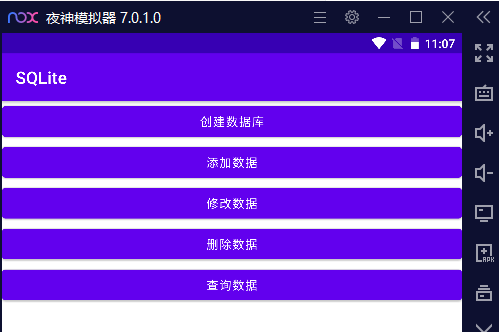 nox 夜神模拟器 7.0.1.0
11:07
SQLite
创建数据库
添加数据
修改数据
删除数据
查询数据
APK